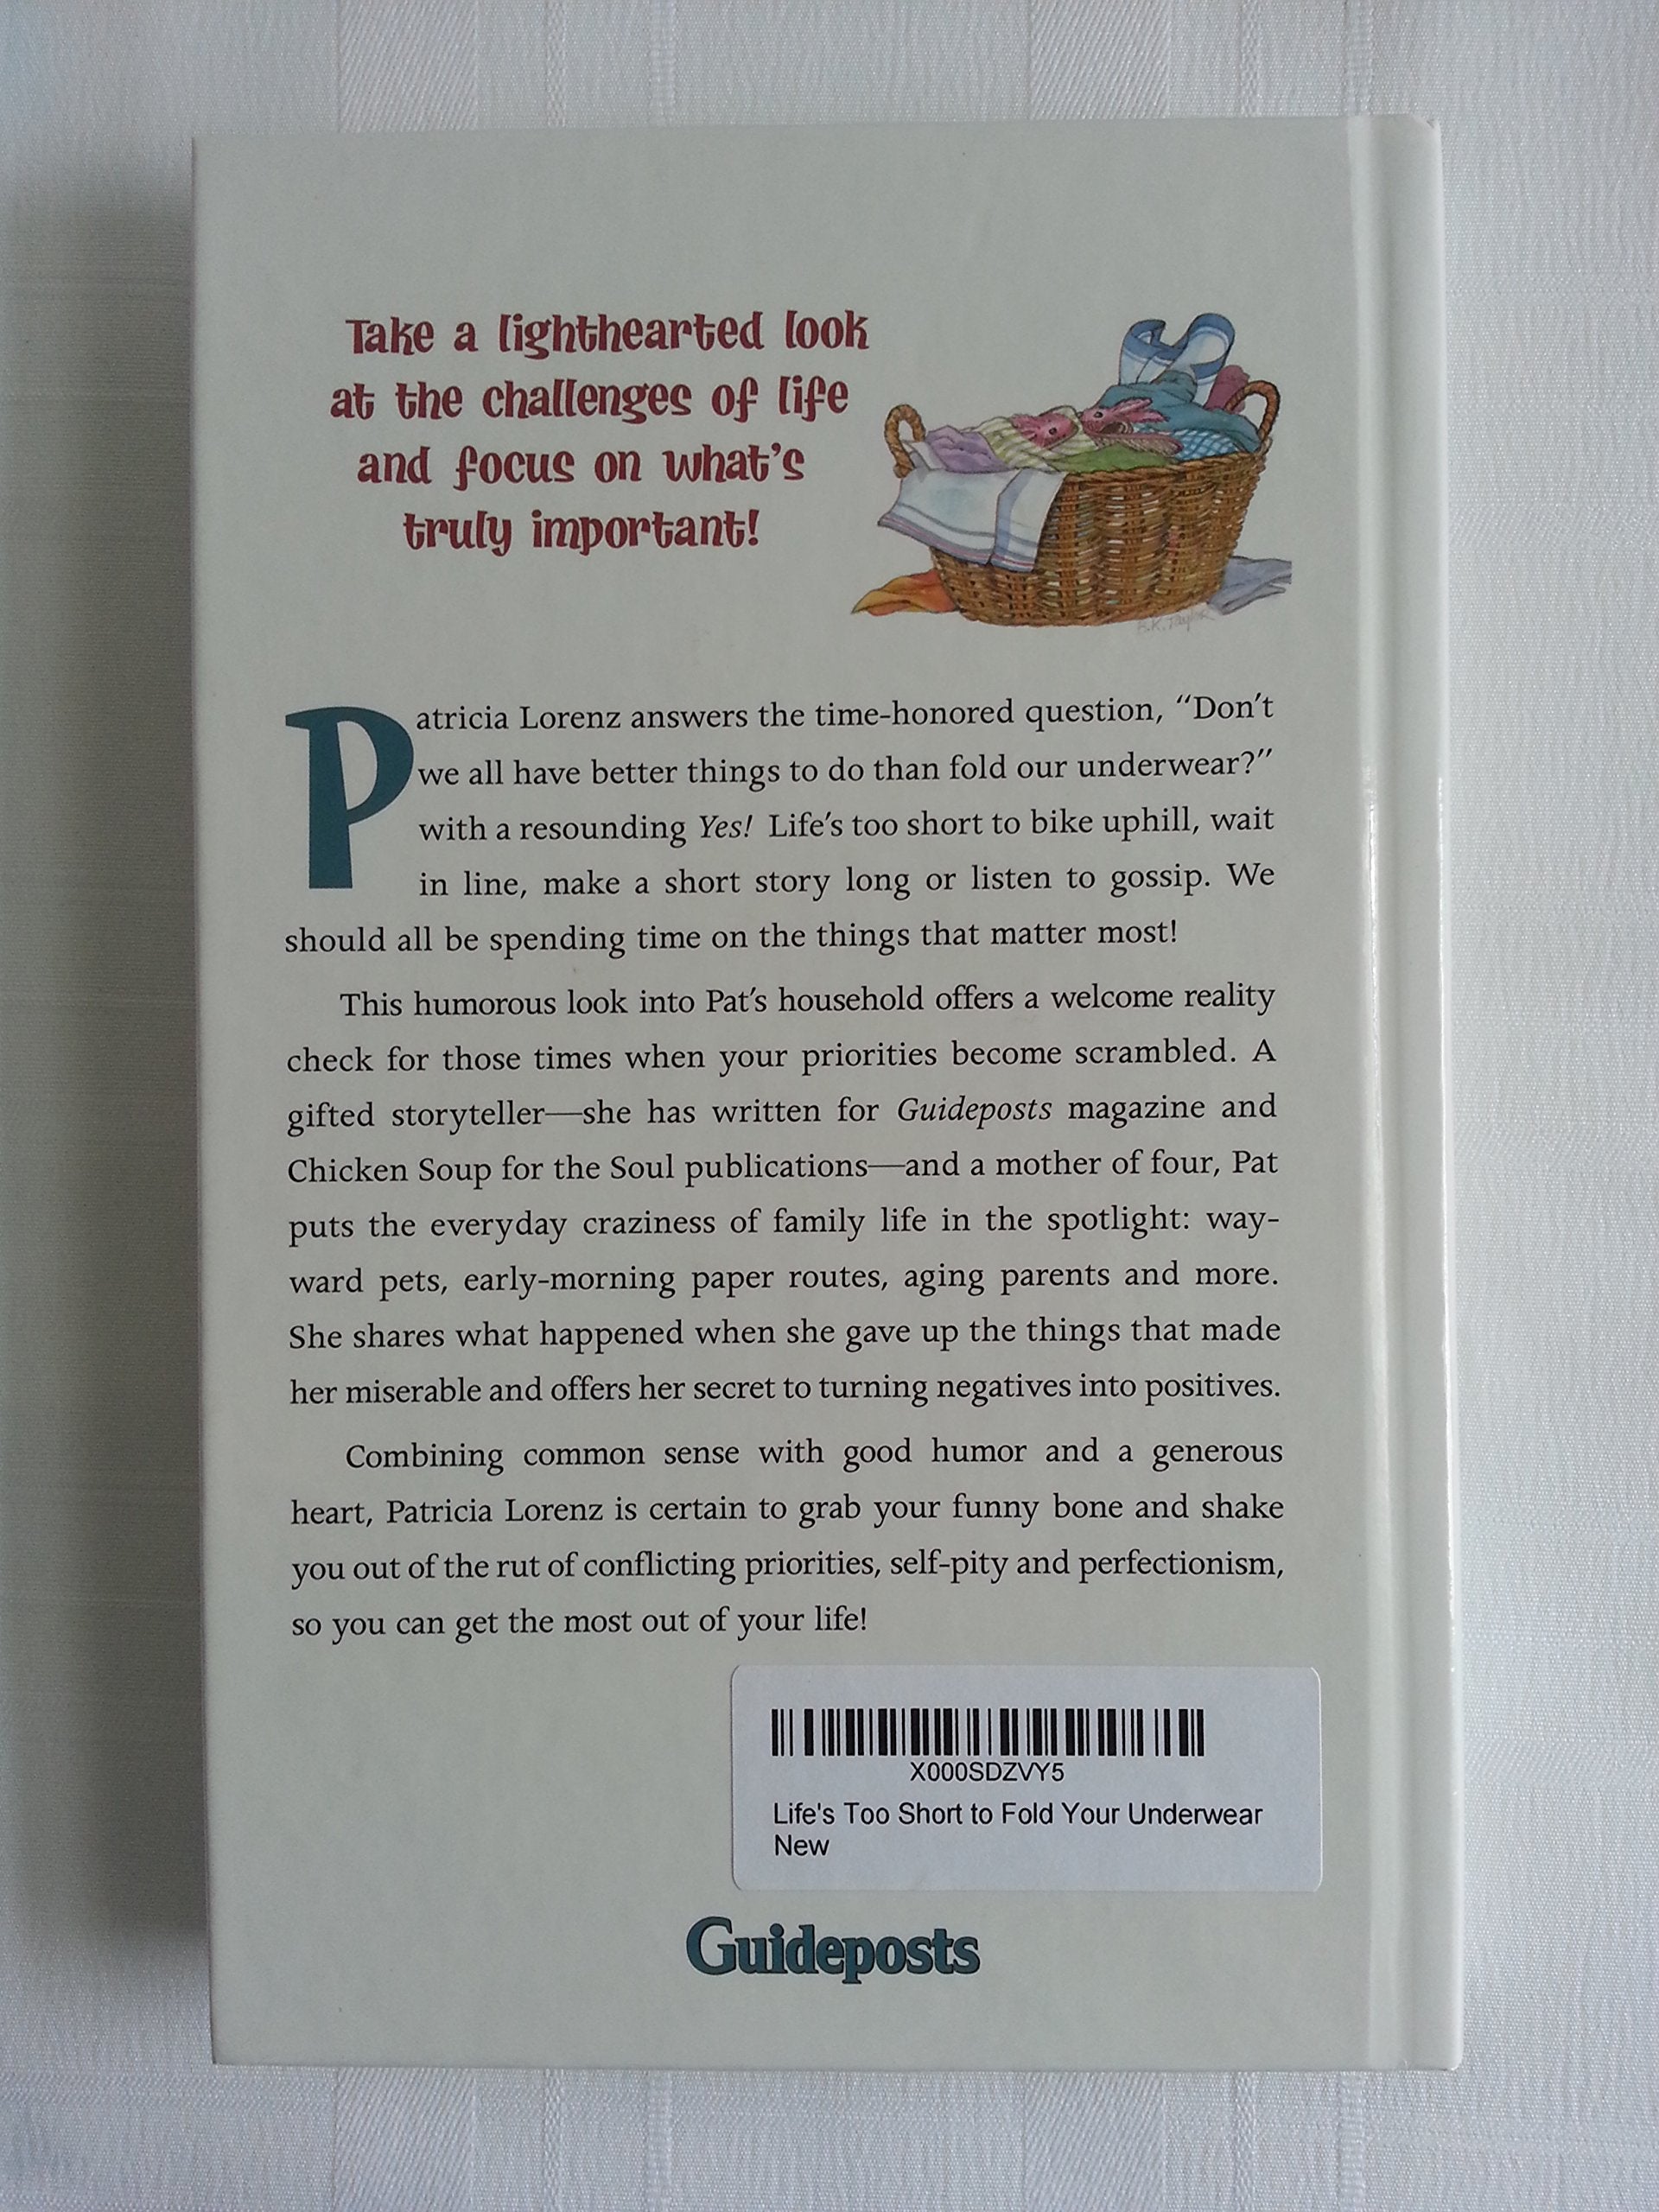 Take a lighthearted look
at the challenges of life
and focus on what's
truly important!
Patricia Lorenz answers the time-honored question, “Don't
we all have better things to do than fold our underwear?”
with a resounding Yes! Life's too short to bike uphill, wait
in line, make a short story long or listen to gossip. We
should all be spending time on the things that matter most!
This humorous look into Pat's household offers a welcome reality
check for those times when your priorities become scrambled. A
gifted storyteller—she has written for Guideposts magazine and
Chicken Soup for the Soul publications—and a mother of four, Pat
puts the everyday craziness of family life in the spotlight: way-
ward pets, early-morning paper routes, aging parents and more.
She shares what happened when she gave up the things that made
her miserable and offers her secret to turning negatives into positives.
Combining common sense with good humor and a generous
heart, Patricia Lorenz is certain to grab your funny bone and shake
you out of the rut of conflicting priorities, self-pity and perfectionism,
so you can get the most out of your life!
X000SDZVY5
Life's Too Short to Fold Your Underwear
New
Guideposts